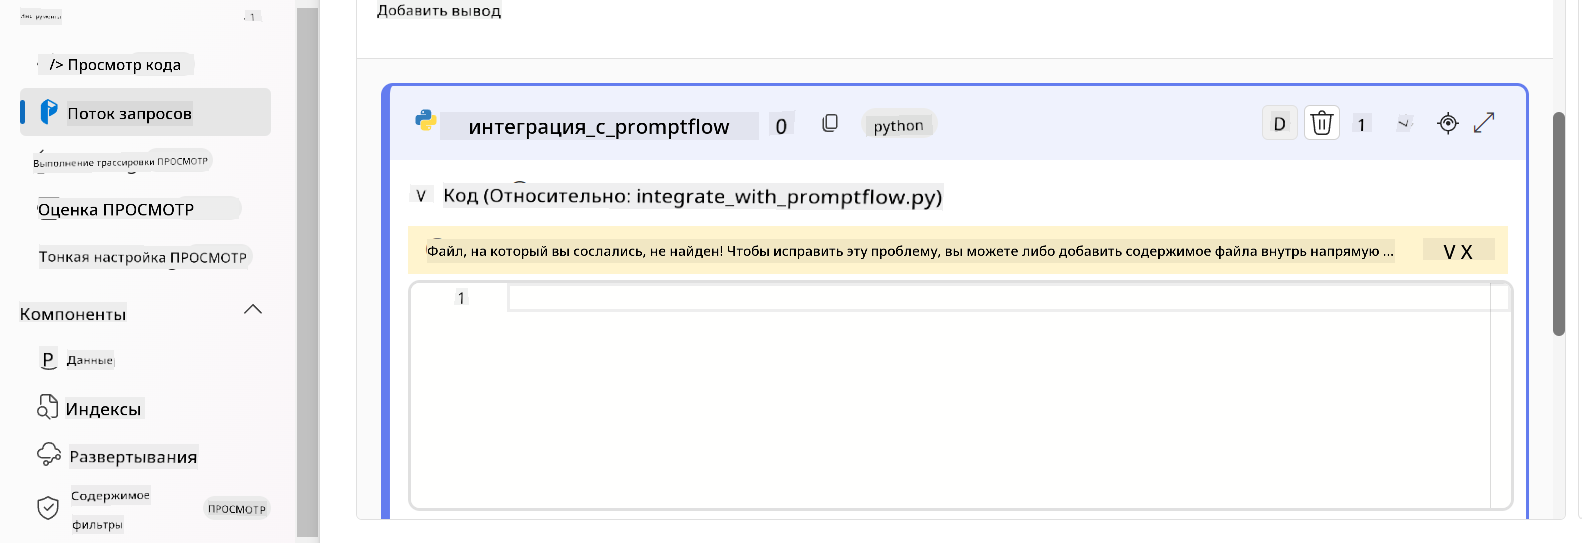 Инструменты
1
Добавить вывод
/> Просмотр кода
Поток запросов
Выполнение трассировки ПРОСМОТР
Оценка ПРОСМОТР
Тонкая настройка ПРОСМОТР
Компоненты
P Данные
Индексы
Развертывания
Содержимое
фильтры
ПРОСМОТР
интеграция_с_promptflow 0 python D 1
V Код (Относительно: integrate_with_promptflow.py)
Файл, на который вы сослались, не найден! Чтобы исправить эту проблему, вы можете либо добавить содержимое файла внутрь напрямую ... V X
1